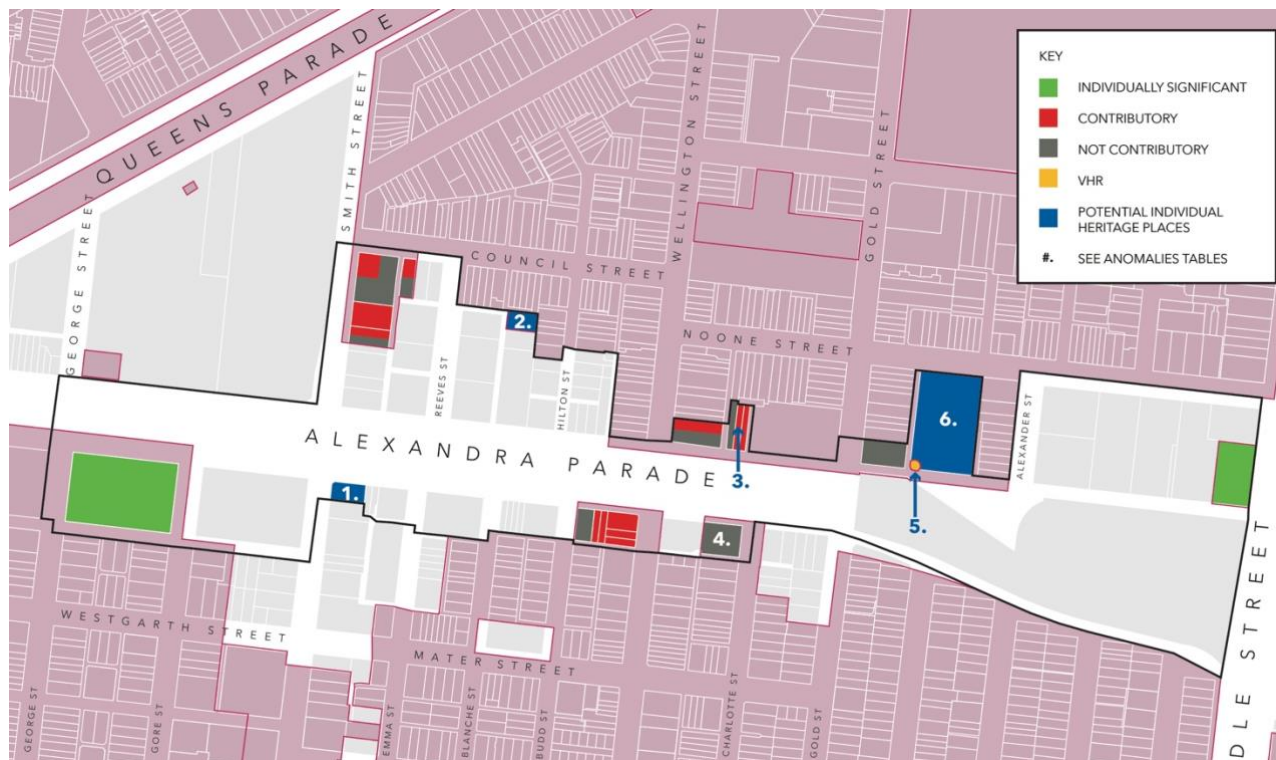 QUEENS PARADE
GEORGE STREET
SMITH STREET
WELLINGTON STREET
GOLD STREET
KEY
INDIVIDUALLY SIGNIFICANT
CONTRIBUTORY
NOT CONTRIBUTORY
VHR
POTENTIAL INDIVIDUAL
HERITAGE PLACES
#. SEE ANOMALIES TABLES
COUNCIL STREET
2.
NOONE STREET
REEVES ST
HILTON ST
ALEXANDRA PARADE
6.
ALEXANDER ST
3.
1.
5.
4.
DLE STREET
WESTGARTH STREET
MATER STREET
GEORGE ST
GORE ST
EMMA ST
BLANCHE ST
BUDD ST
CHARLOTTE ST
GOLD ST